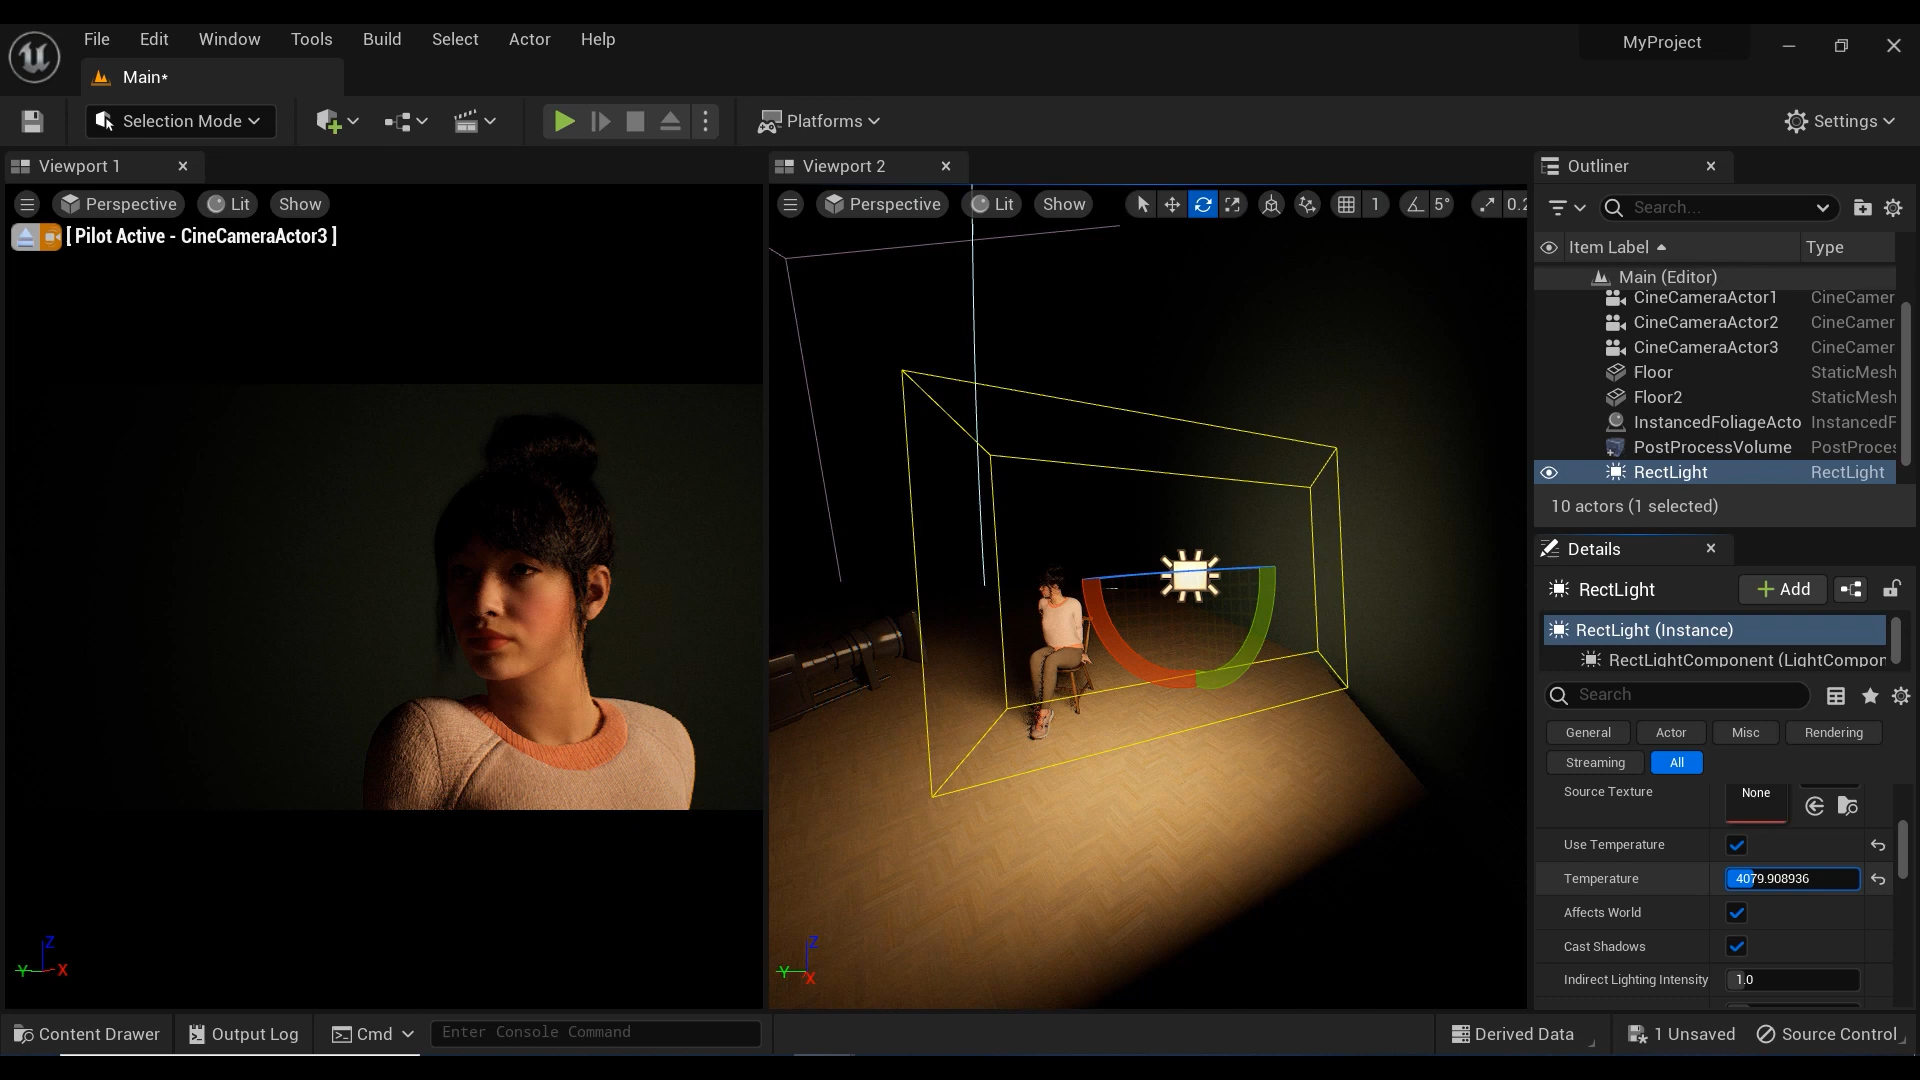 File Edit Window Tools Build Select Actor Help
MyProject
Main*
Selection Mode
Platforms
Settings
Viewport 1
Perspective Lit Show
[ Pilot Active - CineCameraActor3 ]
Z
Y X
Viewport 2
Perspective Lit Show 1 5° 0.2
Z
Y
X
Outliner
Search...
Item Label Type
Main (Editor)
CineCameraActor1 CineCamer
CineCameraActor2 CineCamer
CineCameraActor3 CineCamer
Floor StaticMesh
Floor2 StaticMesh
InstancedFoliageActo InstancedF
PostProcessVolume PostProces
RectLight RectLight
10 actors (1 selected)
Details
RectLight Add
RectLight (Instance)
RectLightComponent (LightCompon
Search
General Actor Misc Rendering
Streaming All
Source Texture None
Use Temperature
Temperature 4079.908936
Affects World
Cast Shadows
Indirect Lighting Intensity 1.0
Content Drawer Output Log Cmd Enter Console Command
Derived Data 1 Unsaved Source Control